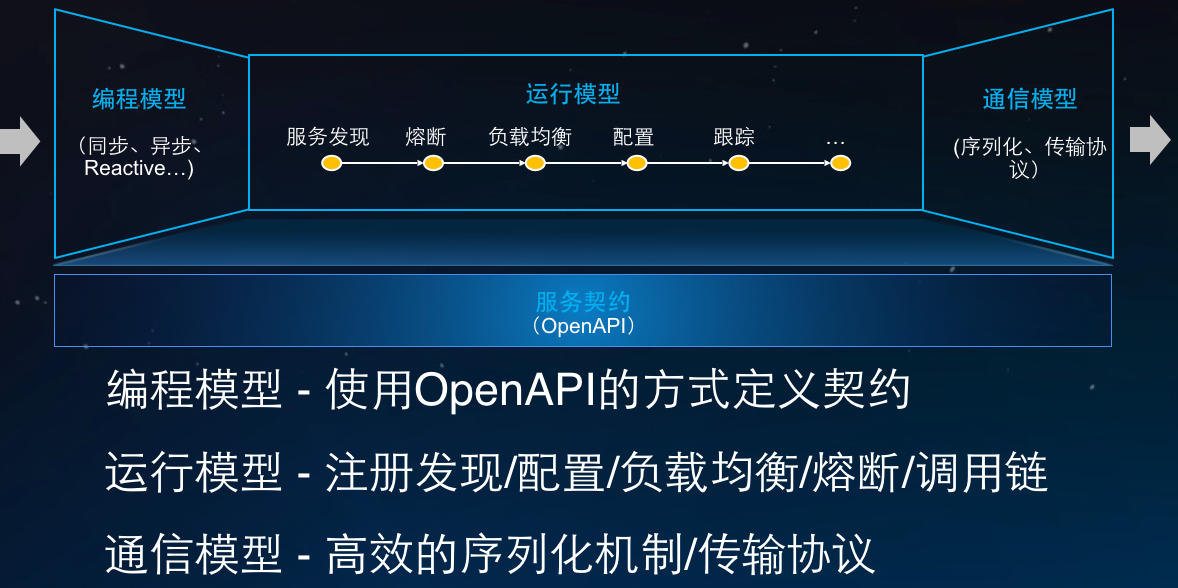 编程模型
（同步、异步、
Reactive…)
运行模型
服务发现 熔断 负载均衡 配置 跟踪 …
通信模型
(序列化、传输协
议）
服务契约
（OpenAPI）
编程模型 - 使用OpenAPI的方式定义契约
运行模型 - 注册发现/配置/负载均衡/熔断/调用链
通信模型 - 高效的序列化机制/传输协议